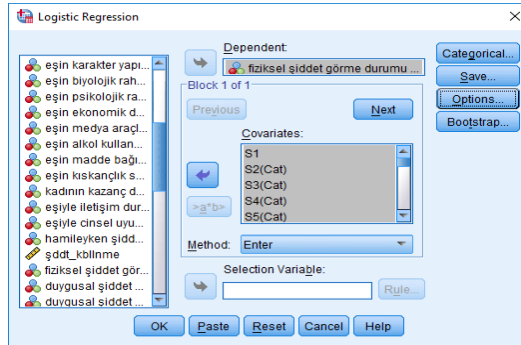 Logistic Regression
eşin karakter yapı...
eşin biyolojik rah...
eşin psikolojik ra...
eşin ekonomik d...
eşin medya araçl...
eşin alkol kullan...
eşin madde bağı...
eşin kıskançlık s...
kadının kazanç d...
eşiyle iletişim dur...
eşiyle cinsel uyu...
hamileyken şidd...
şddt_kbllnme
fiziksel şiddet gör...
duygusal şiddet ...
duygusal şiddet ...
Dependent:
fiziksel şiddet görme durumu ...
Block 1 of 1
Previous
Next
Covariates:
S1
S2(Cat)
S3(Cat)
S4(Cat)
S5(Cat)
>a*b>
Method:
Enter
Selection Variable:
Rule...
Categorical...
Save...
Options...
Bootstrap...
OK
Paste
Reset
Cancel
Help